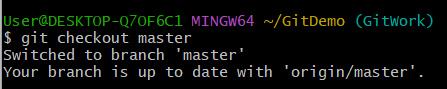 User@DESKTOP-Q7OF6C1 MINGW64 ~/GitDemo (GitWork)
$ git checkout master
Switched to branch 'master'
Your branch is up to date with 'origin/master'.